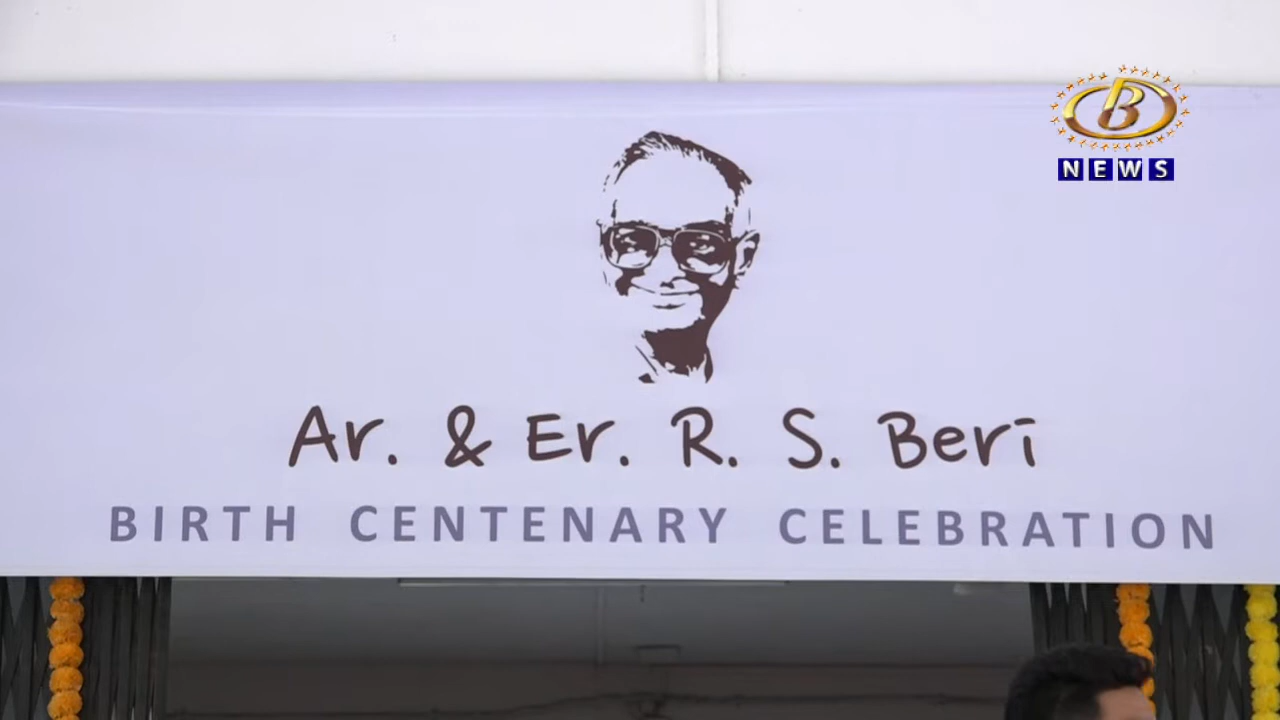 B
NEWS
Ar. & Er. R. S. Beri
BIRTH CENTENARY CELEBRATION